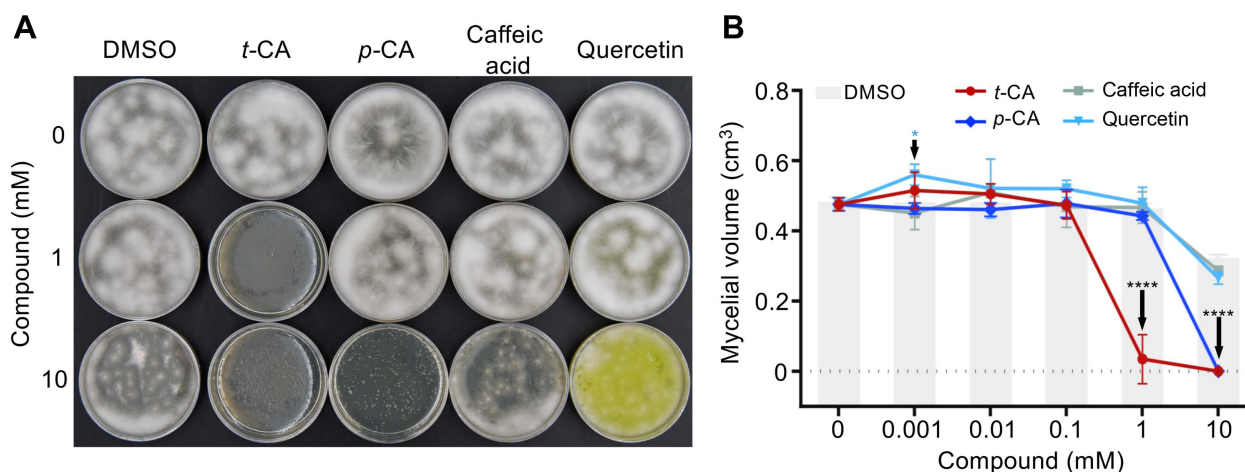 A
DMSO
t-CA
p-CA
Caffeic
acid
Quercetin
Compound (mM)
0
1
10
B
DMSO
t-CA
p-CA
Caffeic acid
Quercetin
Mycelial volume (cm³)
0.8
0.6
0.4
0.2
0
*
****
****
0 0.001 0.01 0.1 1 10
Compound (mM)